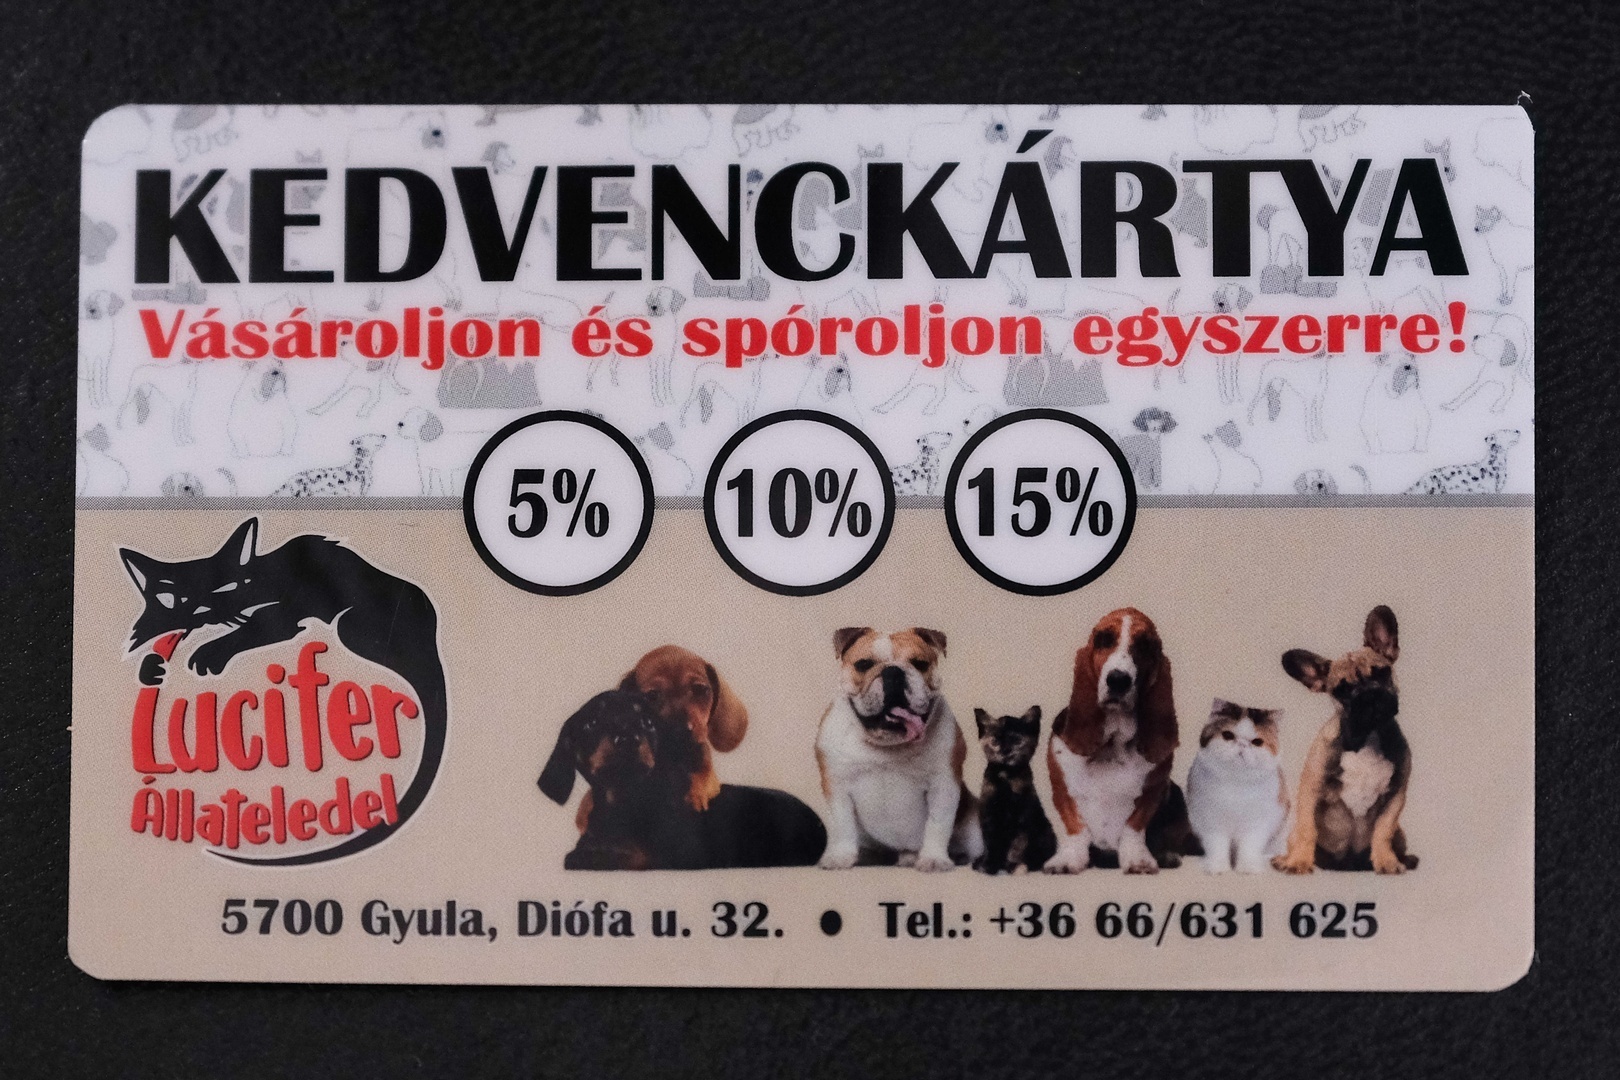 KEDVENCKÁRTYA
Vásároljon és spóroljon egyszerre!
5% 10% 15%
Lucifer
Állateledel
5700 Gyula, Diófa u. 32. • Tel.: +36 66/631 625